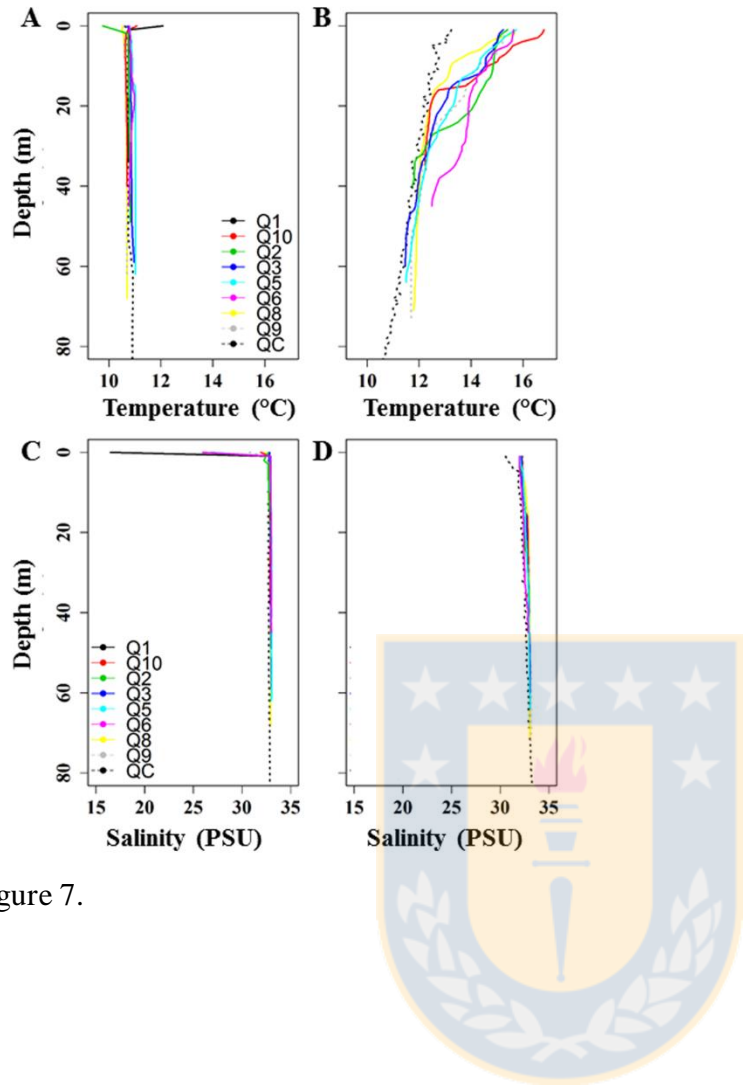 A
B
0
20
40
60
80
Depth (m)
Q1
Q10
Q2
Q3
Q5
Q6
Q8
Q9
QC
10 12 14 16
10 12 14 16
Temperature (°C)
Temperature (°C)
C
D
0
20
40
60
80
Depth (m)
Q1
Q10
Q2
Q3
Q5
Q6
Q8
Q9
QC
15 20 25 30 35
15 20 25 30 35
Salinity (PSU)
Salinity (PSU)
gure 7.